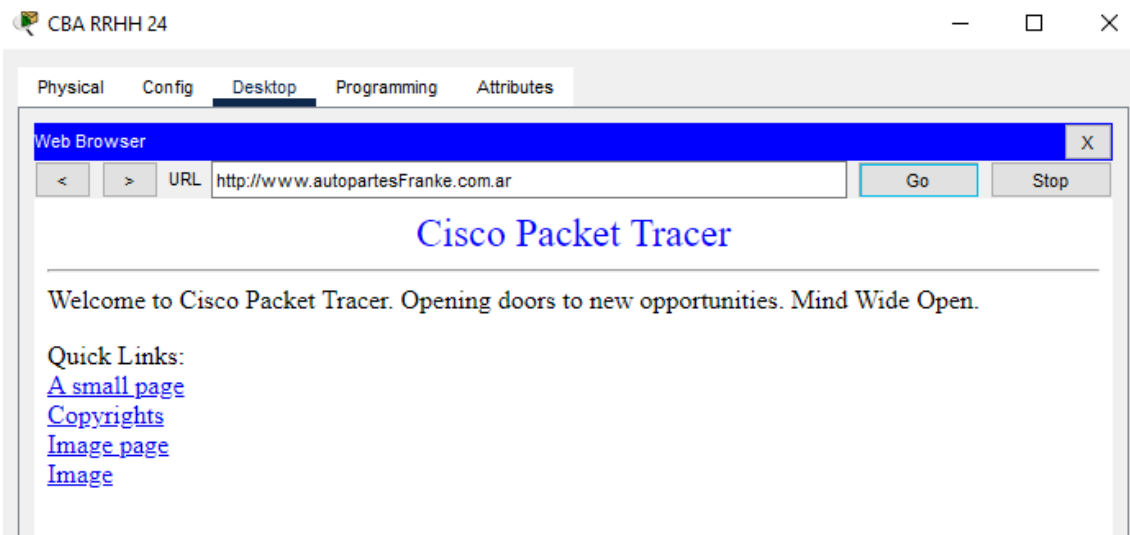 CBA RRHH 24
Physical Config Desktop Programming Attributes
Web Browser X
< > URL http://www.autopartesFranke.com.ar Go Stop
Cisco Packet Tracer
Welcome to Cisco Packet Tracer. Opening doors to new opportunities. Mind Wide Open.
Quick Links:
A small page
Copyrights
Image page
Image